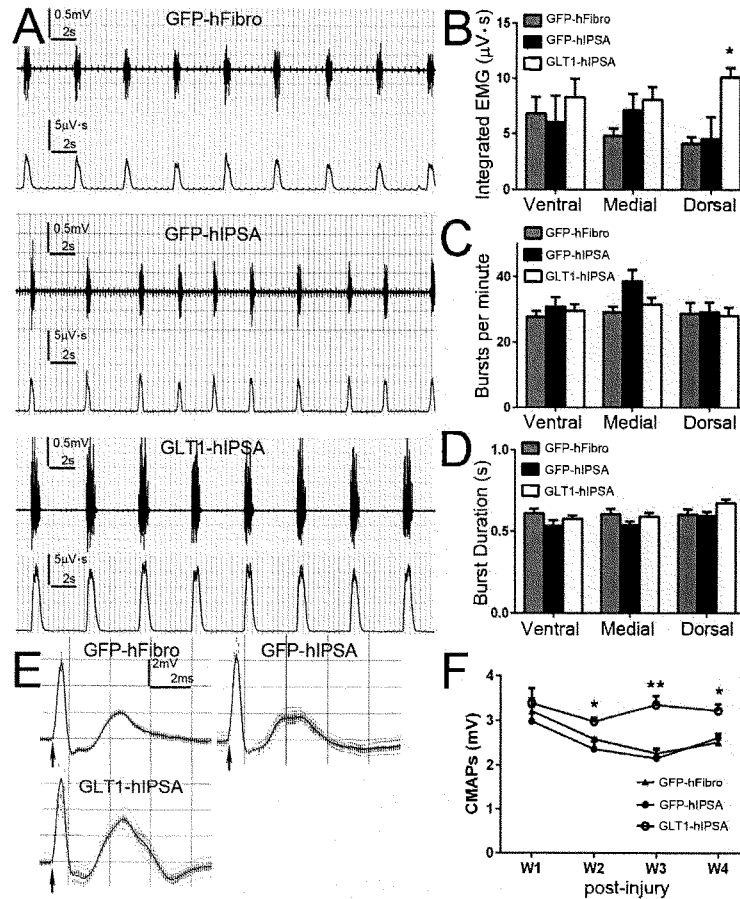 A
0.5mV
2s
GFP-hFibro
5µV·s
2s
0.5mV
2s
GFP-hIPSA
5µV·s
2s
0.5mV
2s
GLT1-hIPSA
5µV·s
2s
B
GFP-hFibro
GFP-hIPSA
GLT1-hIPSA
Integrated EMG (µV·s)
15
10
5
0
*
Ventral
Medial
Dorsal
C
GFP-hFibro
GFP-hIPSA
GLT1-hIPSA
Bursts per minute
40
20
0
Ventral
Medial
Dorsal
D
GFP-hFibro
GFP-hIPSA
GLT1-hIPSA
Burst Duration (s)
1.0
0.5
0.0
Ventral
Medial
Dorsal
E
GFP-hFibro
2mV
2ms
GFP-hIPSA
GLT1-hIPSA
F
CMAPs (mV)
4
3
2
1
0
*
**
*
GFP-hFibro
GFP-hIPSA
GLT1-hIPSA
W1
W2
W3
W4
post-injury